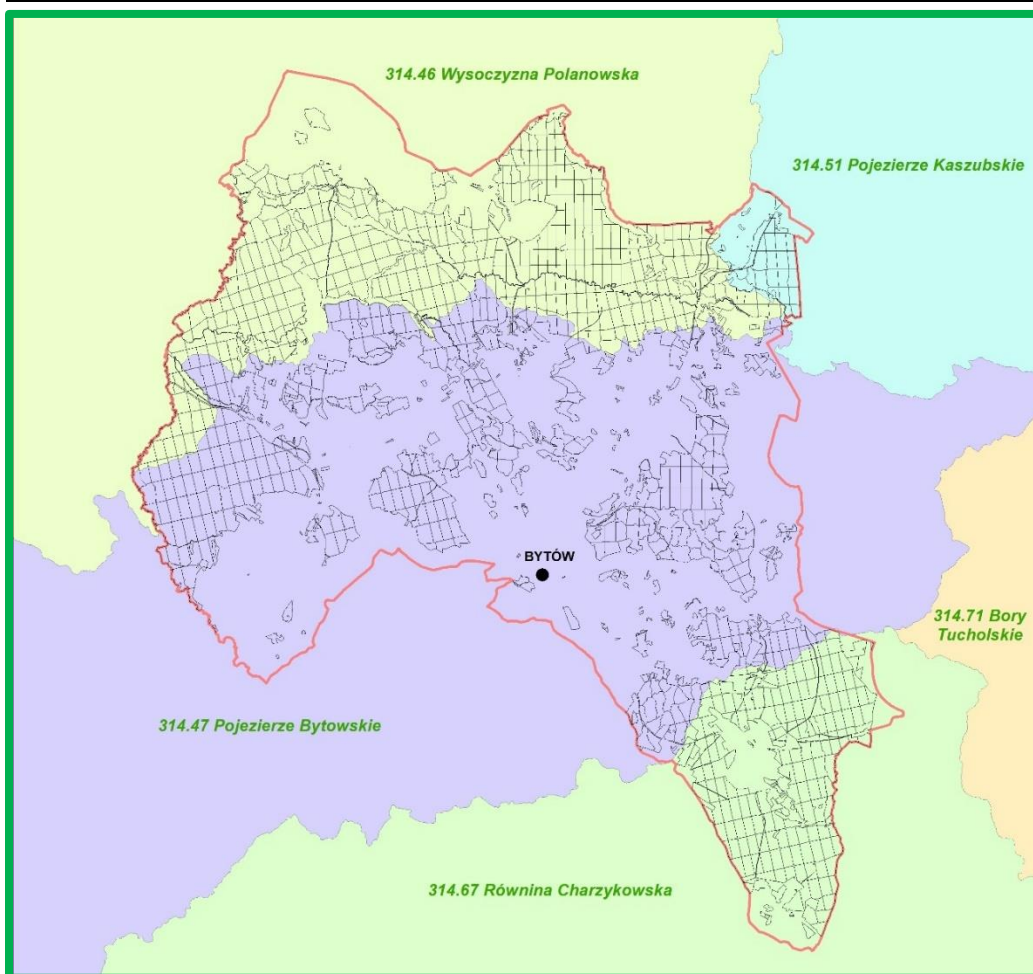 314.46 Wysoczyzna Polanowska
314.51 Pojezierze Kaszubskie
BYTÓW
314.71 Bory
Tucholskie
314.47 Pojezierze Bytowskie
314.67 Równina Charzykowska